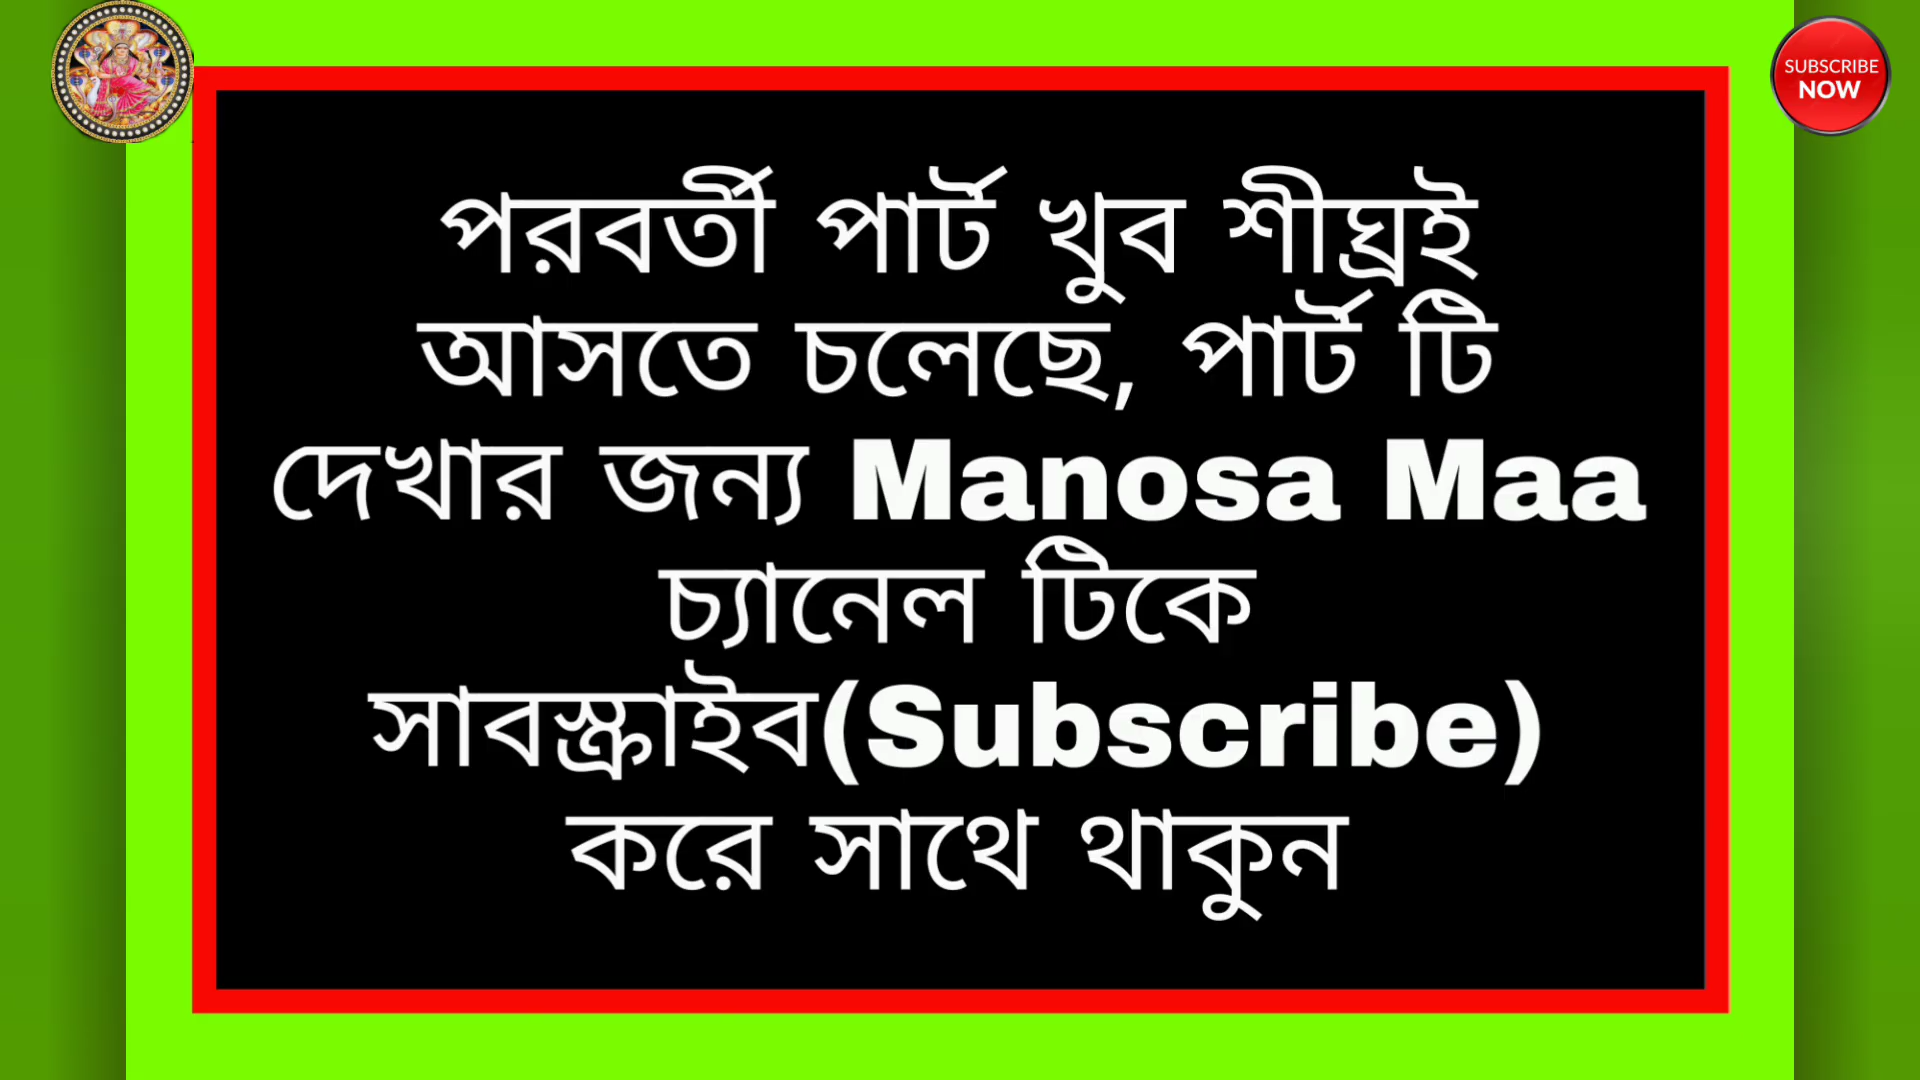 SUBSCRIBE
NOW
পরবর্তী পার্ট খুব শীঘ্রই
আসতে চলেছে, পার্ট টি
দেখার জন্য Manosa Maa
চ্যানেল টিকে
সাবস্ক্রাইব(Subscribe)
করে সাথে থাকুন